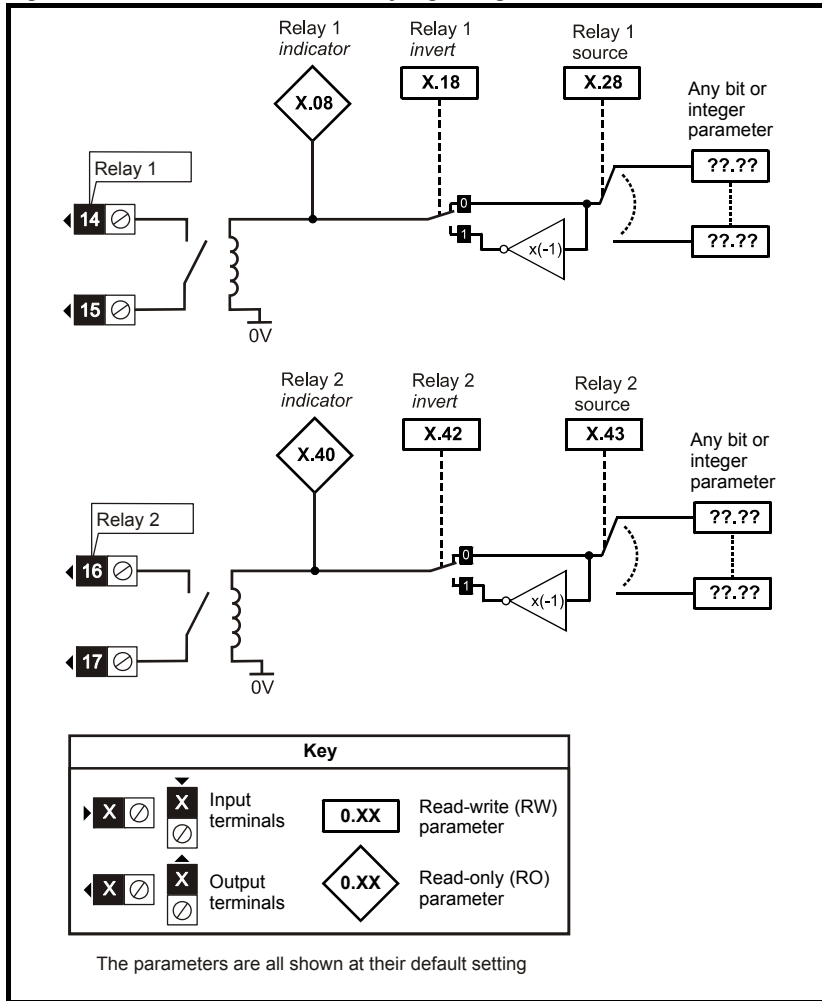 Relay 1
indicator
Relay 1
invert
Relay 1
source
X.08
X.18
X.28
Any bit or
integer
parameter
??.??
??.??
Relay 1
14
15
0
1
x(-1)
0V
Relay 2
indicator
Relay 2
invert
Relay 2
source
X.40
X.42
X.43
Any bit or
integer
parameter
??.??
??.??
Relay 2
16
17
0
1
x(-1)
0V
Key
X
X
Input
terminals
0.XX
Read-write (RW)
parameter
X
X
Output
terminals
0.XX
Read-only (RO)
parameter
The parameters are all shown at their default setting